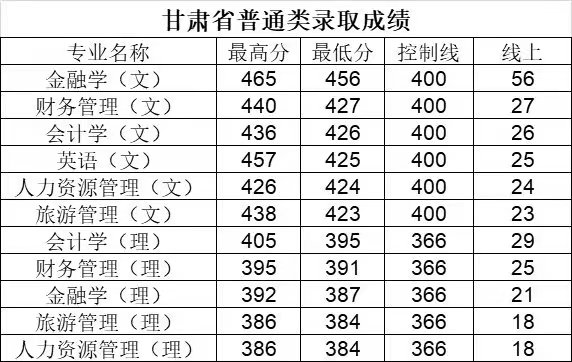 甘肃省普通类录取成绩
专业名称 最高分 最低分 控制线 线上
金融学（文） 465 456 400 56
财务管理（文） 440 427 400 27
会计学（文） 436 426 400 26
英语（文） 457 425 400 25
人力资源管理（文） 426 424 400 24
旅游管理（文） 438 423 400 23
会计学（理） 405 395 366 29
财务管理（理） 395 391 366 25
金融学（理） 392 387 366 21
旅游管理（理） 386 384 366 18
人力资源管理（理） 386 384 366 18